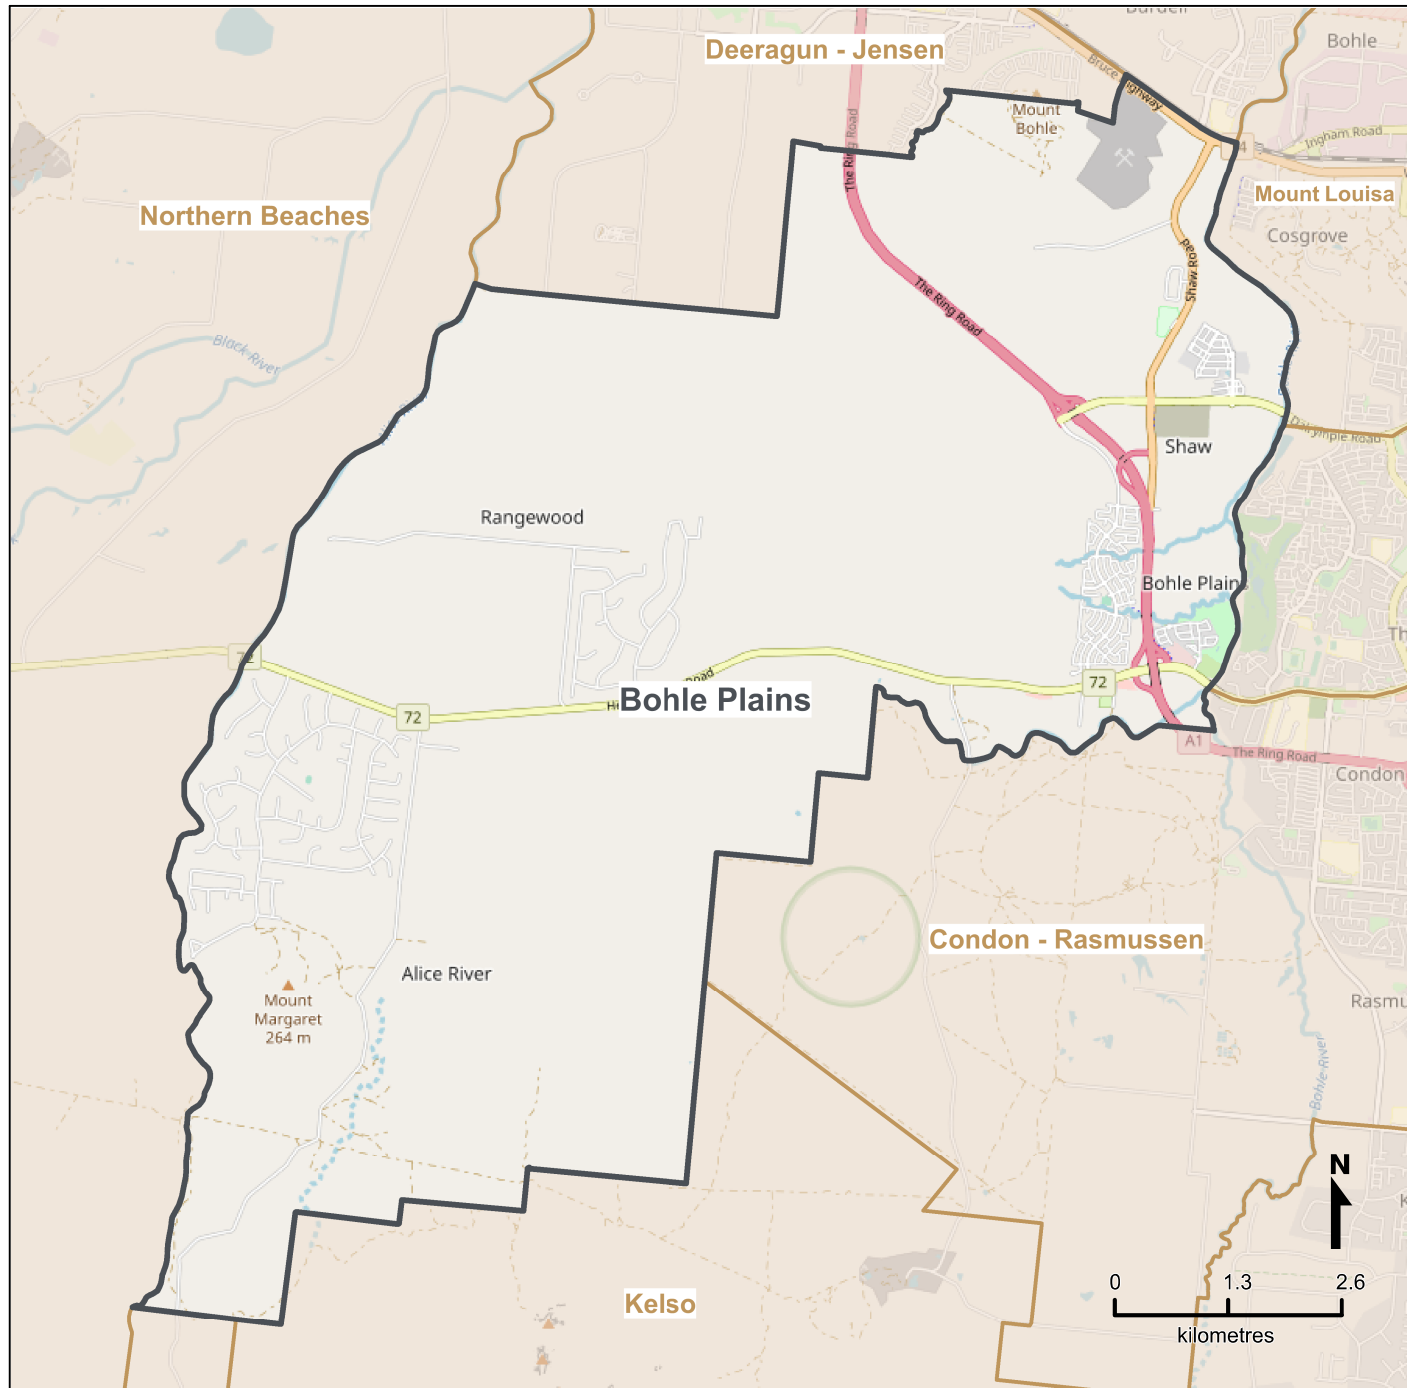 Burdell
Deeragun - Jensen
Bohle
Bruce Highway
Mount
Bohle
The Ring Road
Ingham Road
Mount Louisa
Northern Beaches
Cosgrove
Shaw Road
The Ring Road
Black River
Dalrymple Road
Shaw
Rangewood
Bohle Plains
72
Road
72
Bohle Plains
72
A1
The Ring Road
Condon
Condon - Rasmussen
Alice River
Mount
Margaret
264 m
Rasmu
Bohle River
N
0 1.3 2.6
kilometres
Kelso